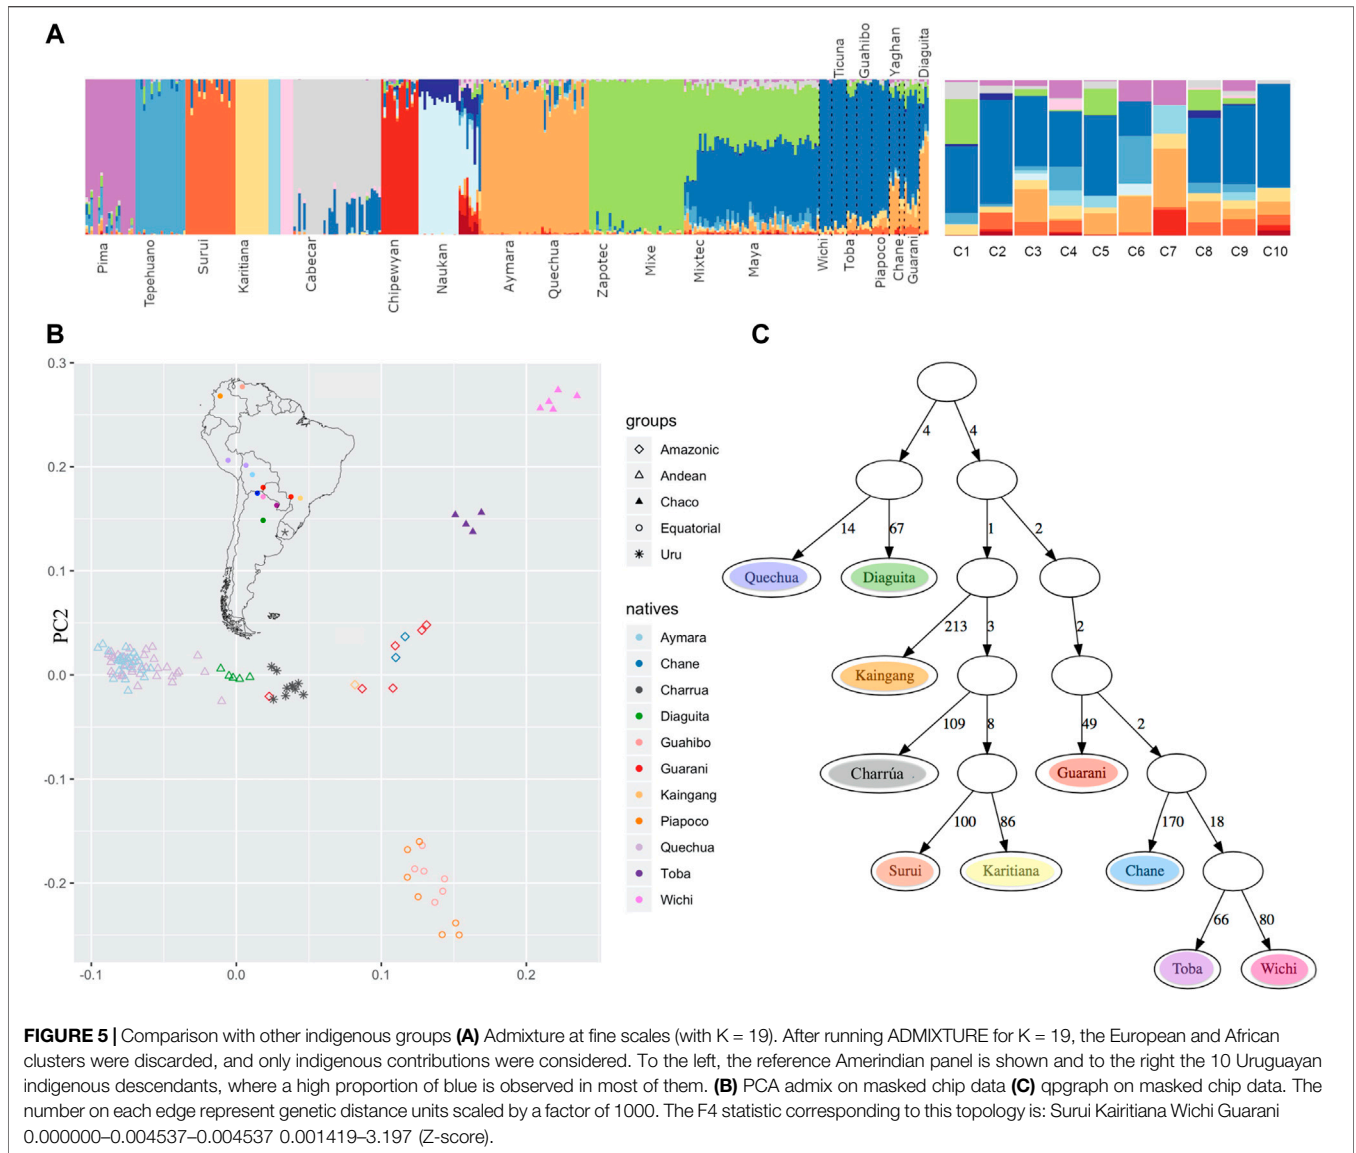 A
Ticuna
Guahibo
Yaghan
Diaguita
Pima
Tepehuano
Surui
Karitiana
Cabecar
Chipewyan
Naukan
Aymara
Quechua
Zapotec
Mixe
Mixtec
Maya
Wichi
Toba
Piapoco
Chane
Guarani
C1 C2 C3 C4 C5 C6 C7 C8 C9 C10
B
PC2
0.3
0.2
0.1
0.0
-0.1
-0.2
-0.1 0.0 0.1 0.2
groups
Amazonic
Andean
Chaco
Equatorial
Uru
natives
Aymara
Chane
Charrua
Diaguita
Guahibo
Guarani
Kaingang
Piapoco
Quechua
Toba
Wichi
C
4 4
14 67 1 2
Quechua Diaguita
213 3 2
Kaingang
109 8 49 2
Charrúa Guarani
100 86 170 18
Surui Karitiana Chane
66 80
Toba Wichi
FIGURE 5 | Comparison with other indigenous groups (A) Admixture at fine scales (with K = 19). After running ADMIXTURE for K = 19, the European and African
clusters were discarded, and only indigenous contributions were considered. To the left, the reference Amerindian panel is shown and to the right the 10 Uruguayan
indigenous descendants, where a high proportion of blue is observed in most of them. (B) PCA admix on masked chip data (C) qpgraph on masked chip data. The
number on each edge represent genetic distance units scaled by a factor of 1000. The F4 statistic corresponding to this topology is: Surui Kairitiana Wichi Guarani
0.000000–0.004537–0.004537 0.001419–3.197 (Z-score).